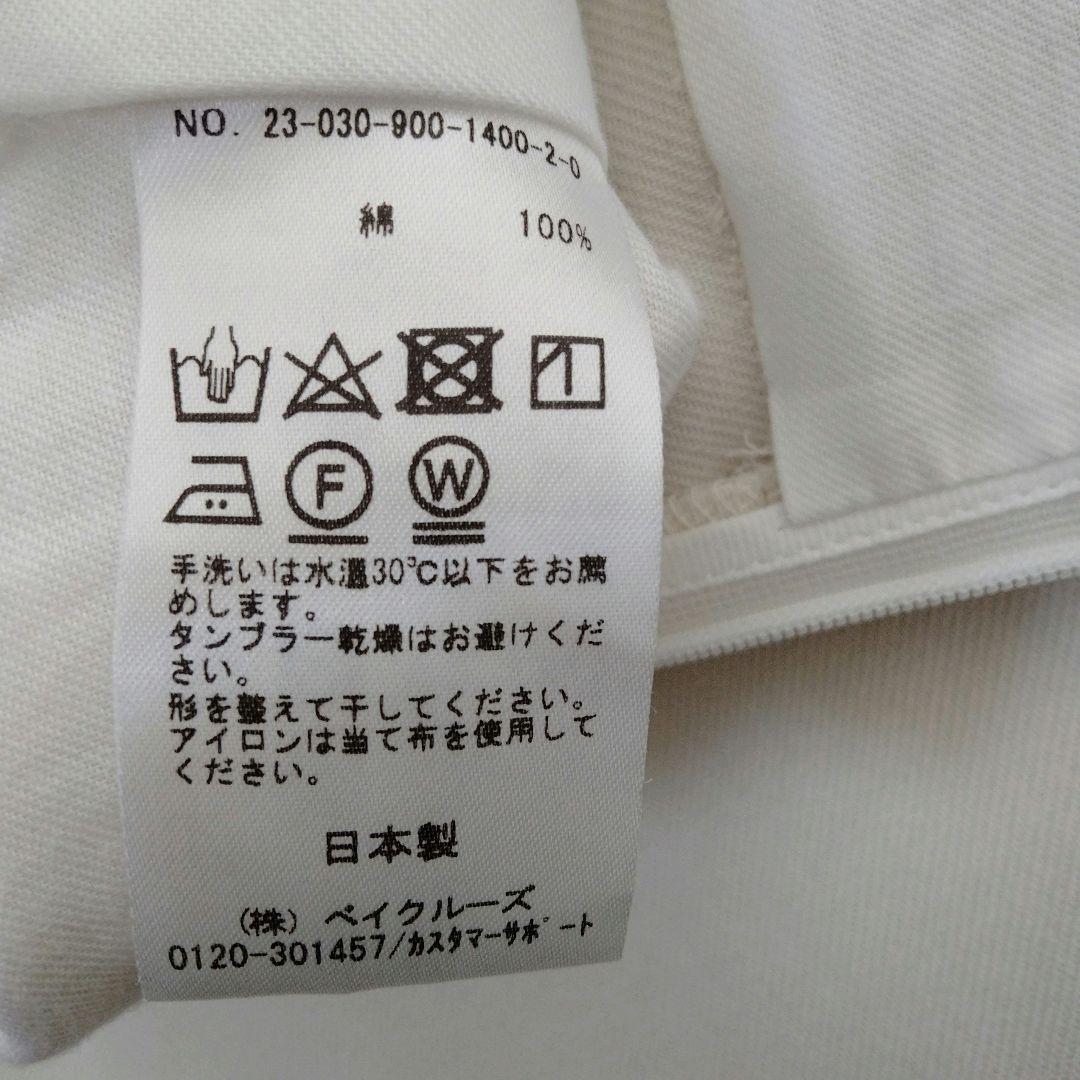 NO. 23-030-900-1400-2-0
綿 100%
F W
手洗いは水温30℃以下をお薦
めします。
タンブラー乾燥はお避けくだ
さい。
形を整えて干してください。
アイロンは当て布を使用して
ください。
日本製
(株) ベイクルーズ
0120-301457/カスタマーサポート